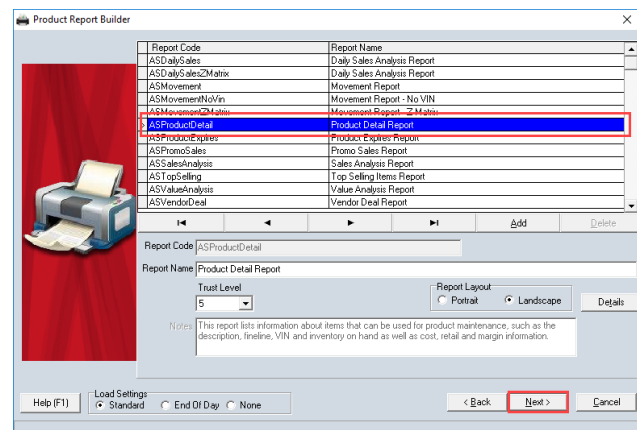 Product Report Builder
Report Code Report Name
ASDailySales Daily Sales Analysis Report
ASDailySalesZMatrix Daily Sales Analysis Report
ASMovement Movement Report
ASMovementNoVin Movement Report - No VIN
ASMovementZMatrix Movement Report - Z Matrix
ASProductDetail Product Detail Report
ASProductExpires Product Expires Report
ASPromoSales Promo Sales Report
ASSalesAnalysis Sales Analysis Report
ASTopSelling Top Selling Items Report
ASValueAnalysis Value Analysis Report
ASVendorDeal Vendor Deal Report
Add Delete
Report Code ASProductDetail
Report Name Product Detail Report
Trust Level Report Layout
5 Portrait Landscape Details
Notes This report lists information about items that can be used for product maintenance, such as the
description, fineline, VIN and inventory on hand as well as cost, retail and margin information.
Load Settings
Help (F1) Standard End Of Day None < Back Next > Cancel